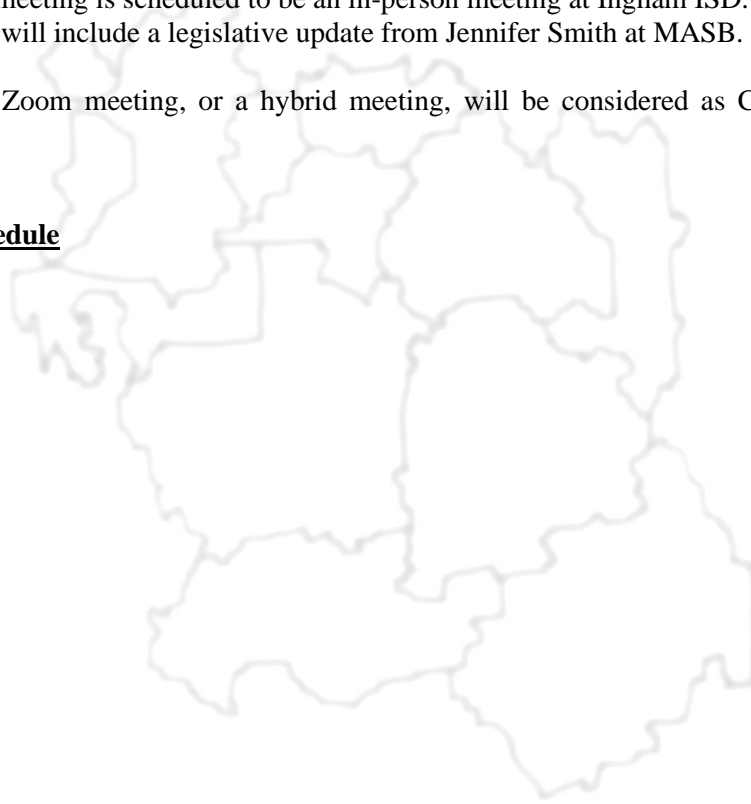 meeting is scheduled to be an in-person meeting at Ingham ISD.
will include a legislative update from Jennifer Smith at MASB.
Zoom meeting, or a hybrid meeting, will be considered as